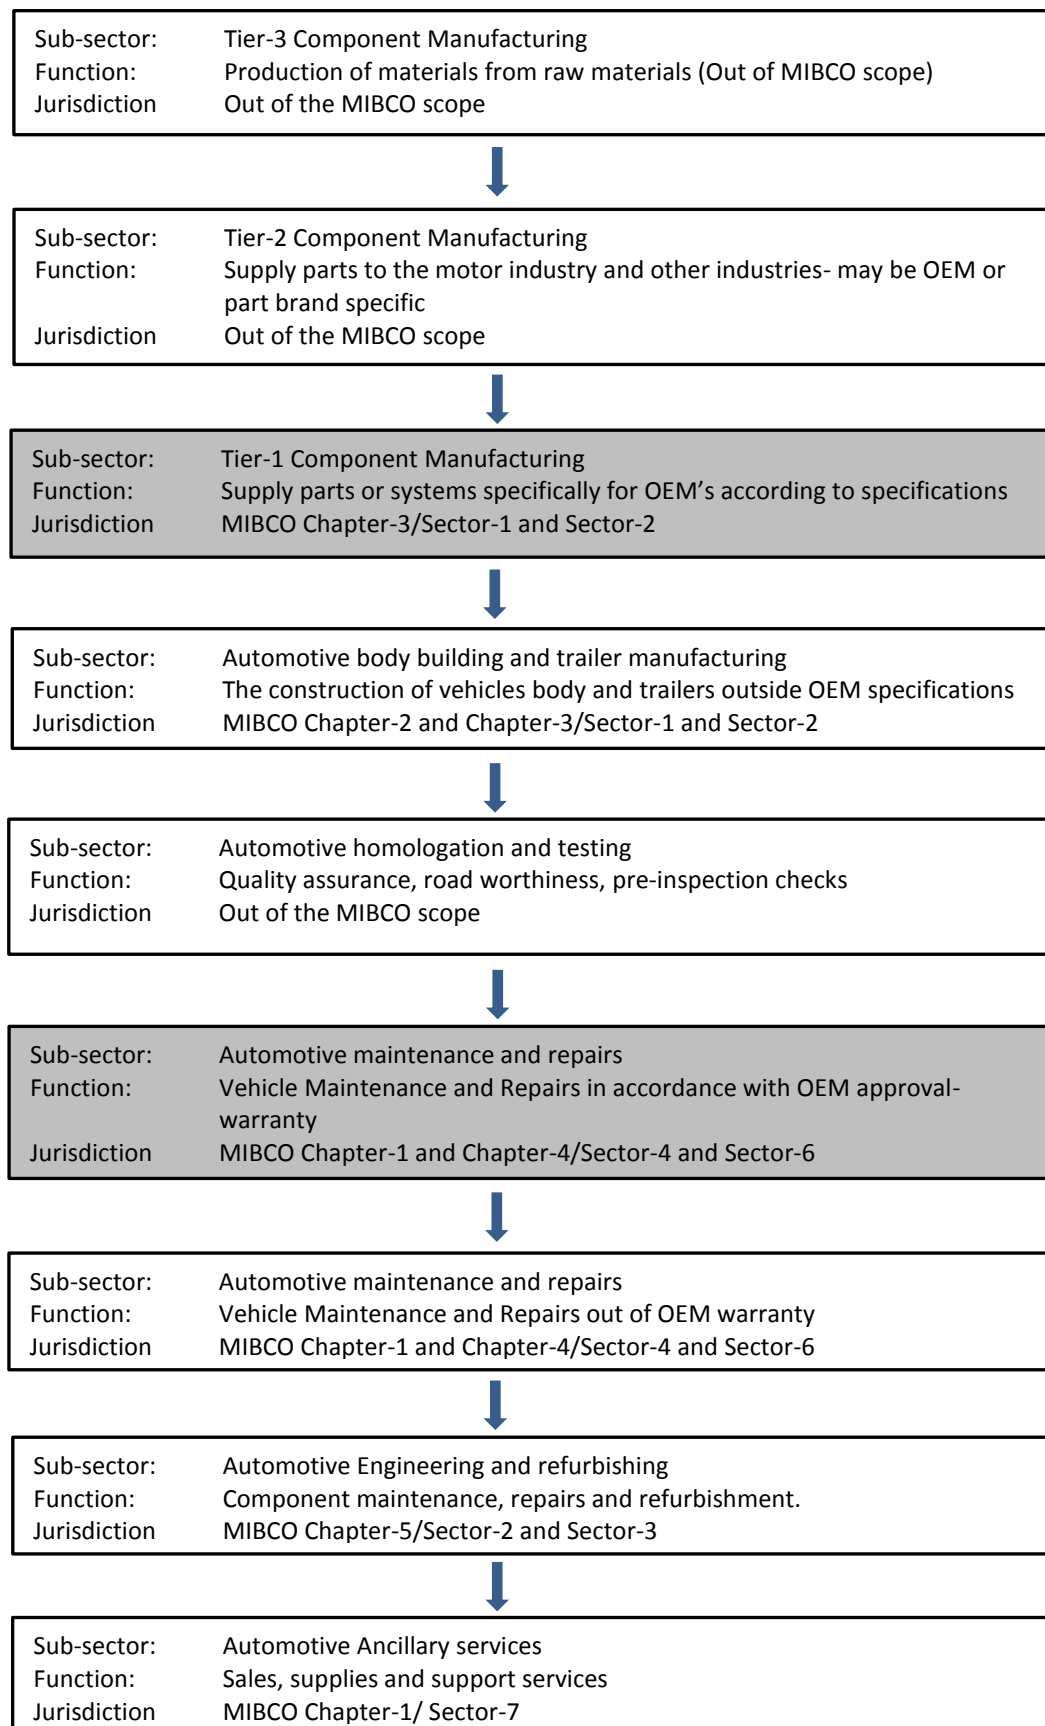 Sub-sector: Tier-3 Component Manufacturing
Function: Production of materials from raw materials (Out of MIBCO scope)
Jurisdiction Out of the MIBCO scope
Sub-sector: Tier-2 Component Manufacturing
Function: Supply parts to the motor industry and other industries- may be OEM or
part brand specific
Jurisdiction Out of the MIBCO scope
Sub-sector: Tier-1 Component Manufacturing
Function: Supply parts or systems specifically for OEM’s according to specifications
Jurisdiction MIBCO Chapter-3/Sector-1 and Sector-2
Sub-sector: Automotive body building and trailer manufacturing
Function: The construction of vehicles body and trailers outside OEM specifications
Jurisdiction MIBCO Chapter-2 and Chapter-3/Sector-1 and Sector-2
Sub-sector: Automotive homologation and testing
Function: Quality assurance, road worthiness, pre-inspection checks
Jurisdiction Out of the MIBCO scope
Sub-sector: Automotive maintenance and repairs
Function: Vehicle Maintenance and Repairs in accordance with OEM approval-
warranty
Jurisdiction MIBCO Chapter-1 and Chapter-4/Sector-4 and Sector-6
Sub-sector: Automotive maintenance and repairs
Function: Vehicle Maintenance and Repairs out of OEM warranty
Jurisdiction MIBCO Chapter-1 and Chapter-4/Sector-4 and Sector-6
Sub-sector: Automotive Engineering and refurbishing
Function: Component maintenance, repairs and refurbishment.
Jurisdiction MIBCO Chapter-5/Sector-2 and Sector-3
Sub-sector: Automotive Ancillary services
Function: Sales, supplies and support services
Jurisdiction MIBCO Chapter-1/ Sector-7